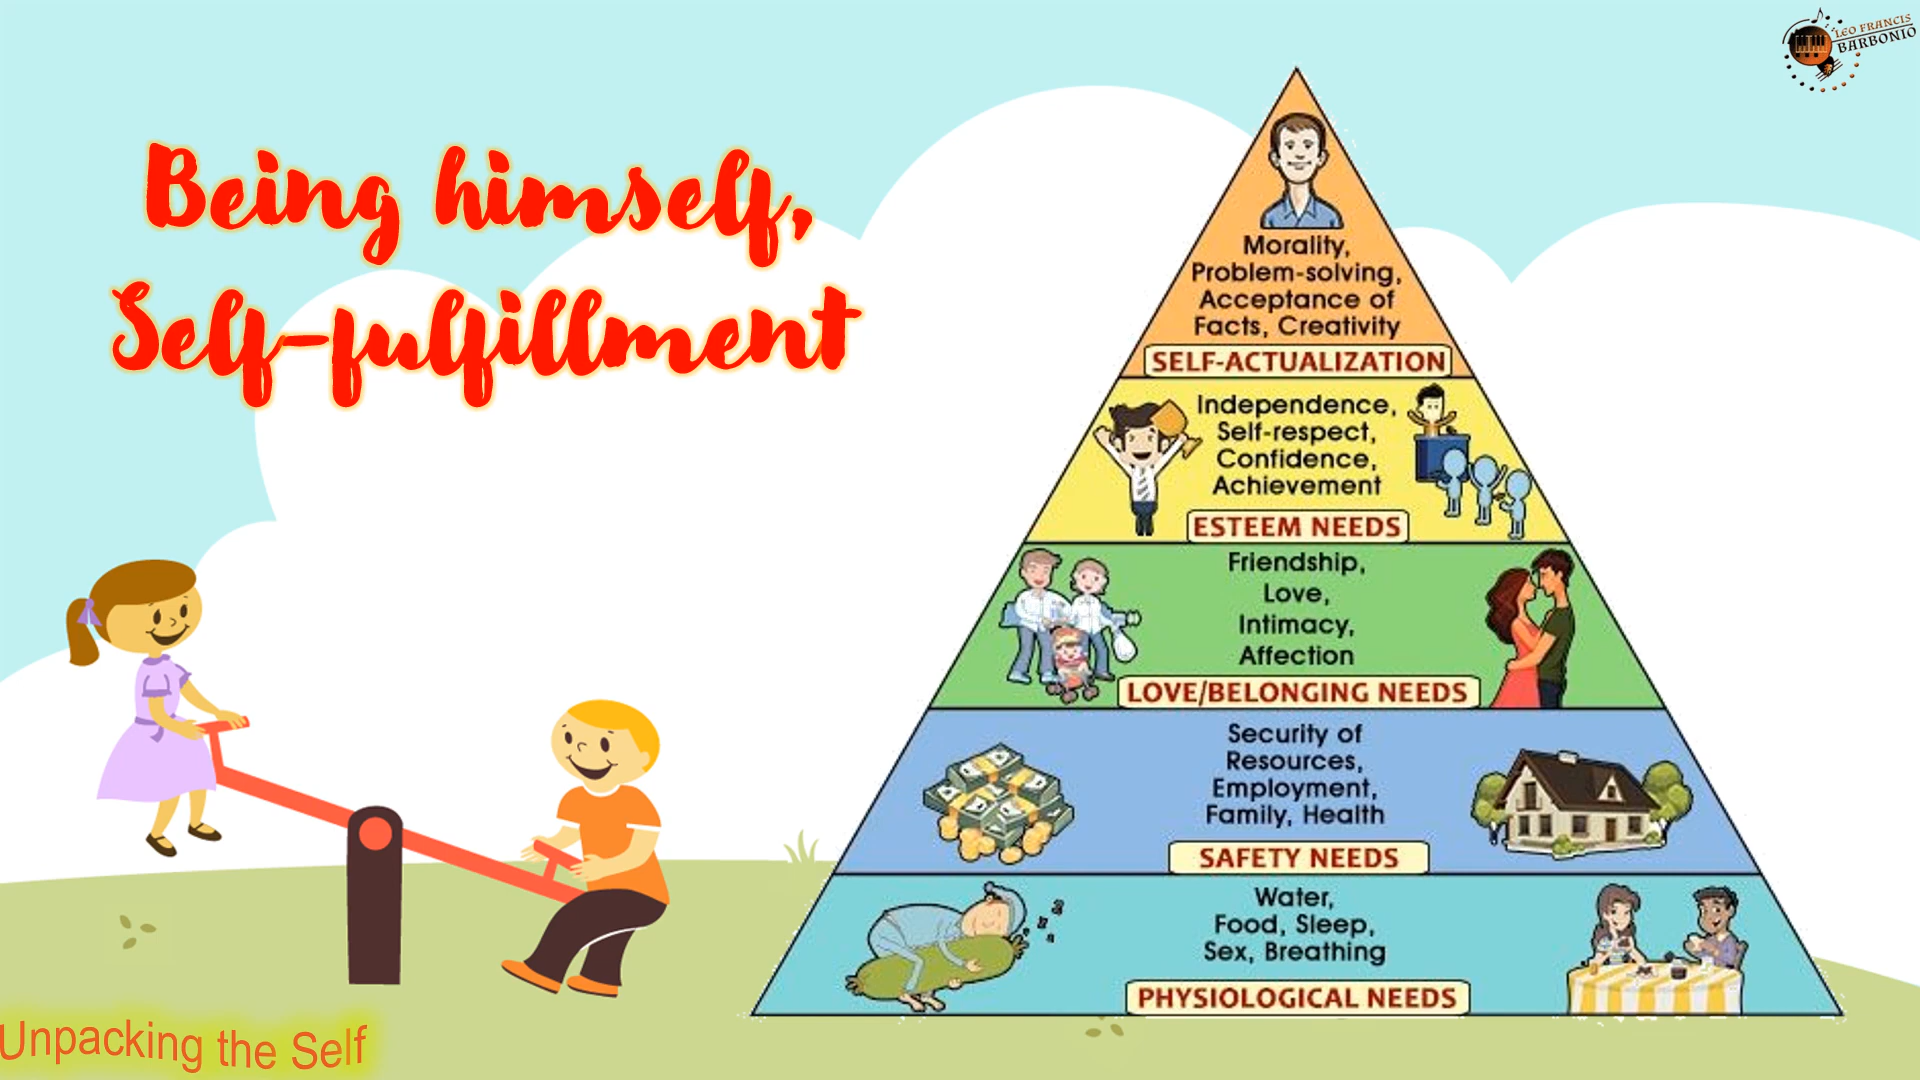 LEO FRANCIS
BARBONIO
Being himself,
Self-fulfillment
Morality,
Problem-solving,
Acceptance of
Facts, Creativity
SELF-ACTUALIZATION
Independence,
Self-respect,
Confidence,
Achievement
ESTEEM NEEDS
Friendship,
Love,
Intimacy,
Affection
LOVE/BELONGING NEEDS
Security of
Resources,
Employment,
Family, Health
SAFETY NEEDS
Water,
Food, Sleep,
Sex, Breathing
PHYSIOLOGICAL NEEDS
z z z
Unpacking the Self